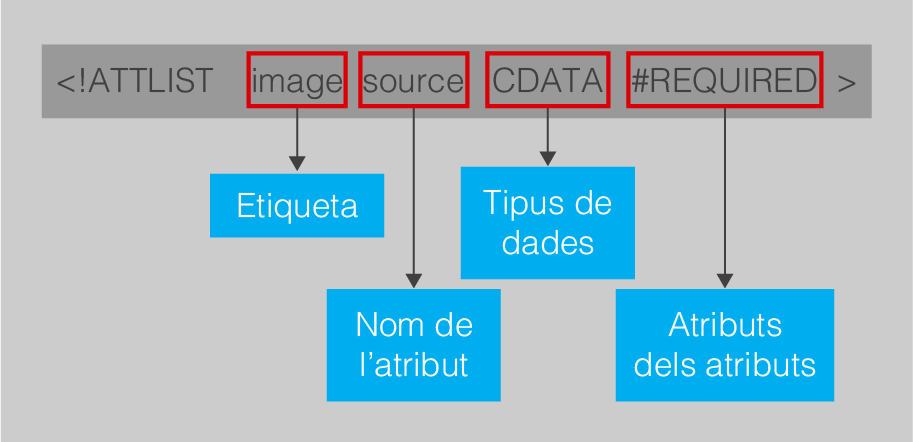 <!ATTLIST image source CDATA #REQUIRED >
Etiqueta
Tipus de
dades
Nom de
l’atribut
Atributs
dels atributs